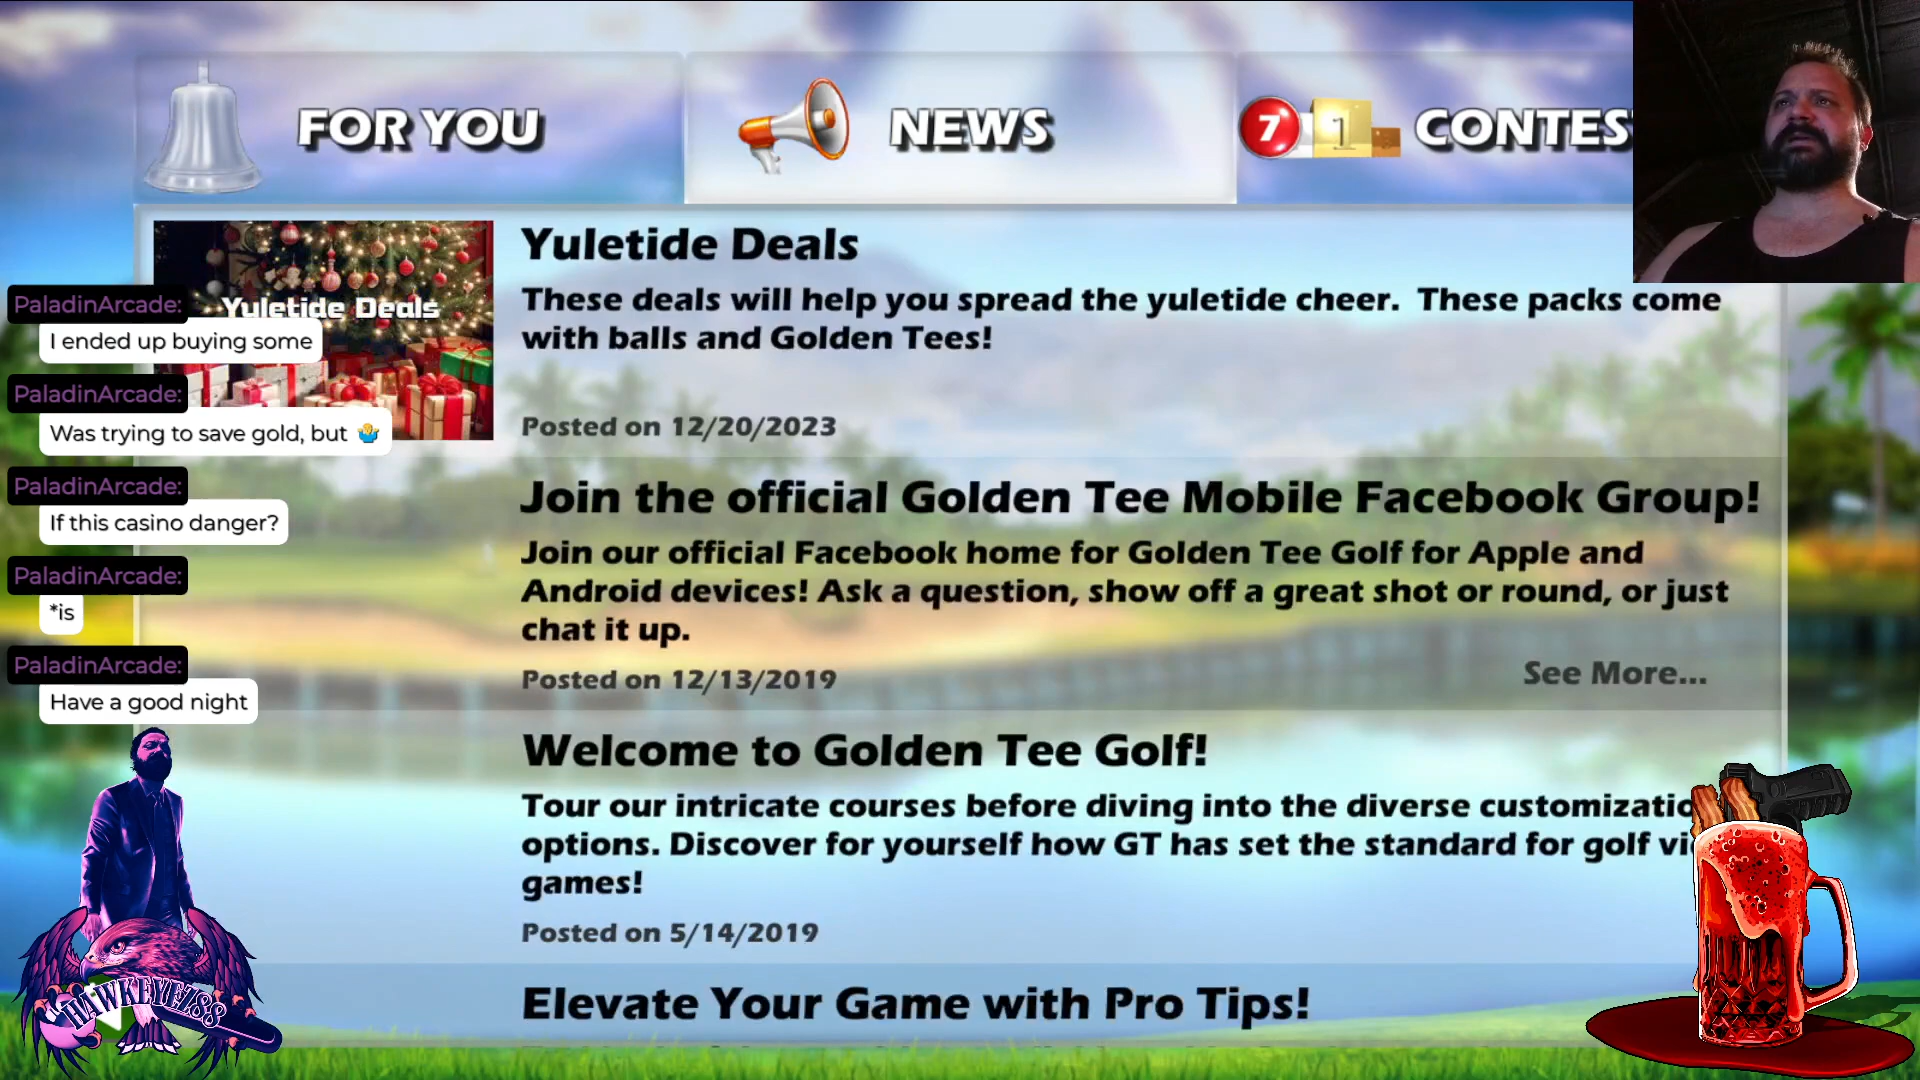 FOR YOU
NEWS
7
1
CONTES
Yuletide Deals
Yuletide Deals
These deals will help you spread the yuletide cheer. These packs come
with balls and Golden Tees!
Posted on 12/20/2023
PaladinArcade:
I ended up buying some
PaladinArcade:
Was trying to save gold, but
PaladinArcade:
If this casino danger?
PaladinArcade:
*is
PaladinArcade:
Have a good night
Join the official Golden Tee Mobile Facebook Group!
Join our official Facebook home for Golden Tee Golf for Apple and
Android devices! Ask a question, show off a great shot or round, or just
chat it up.
Posted on 12/13/2019
See More...
Welcome to Golden Tee Golf!
Tour our intricate courses before diving into the diverse customizatio
options. Discover for yourself how GT has set the standard for golf vi
games!
Posted on 5/14/2019
Elevate Your Game with Pro Tips!
HAWKEYEZ88